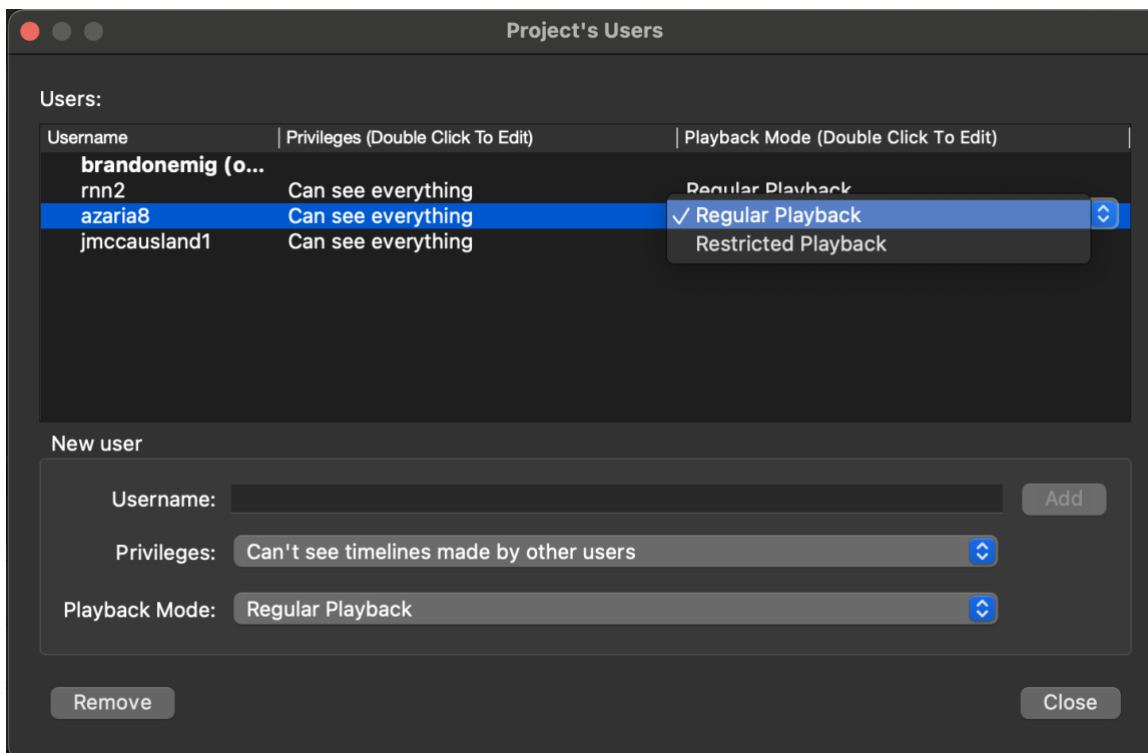 Project's Users
Users:
Username Privileges (Double Click To Edit) Playback Mode (Double Click To Edit)
brandonemig (o...
rnn2 Can see everything Regular Playback
azaria8 Can see everything ✓ Regular Playback
Restricted Playback
jmccausland1 Can see everything
New user
Username: Add
Privileges: Can't see timelines made by other users
Playback Mode: Regular Playback
Remove Close